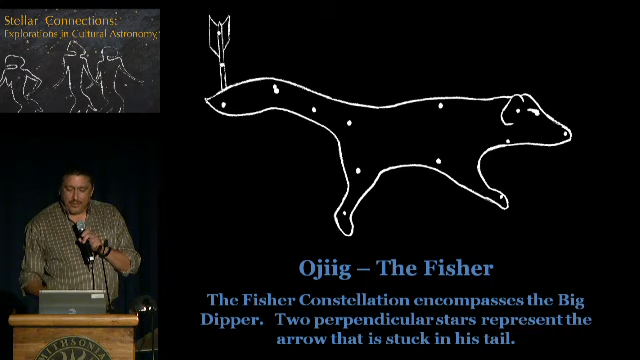 Stellar Connections:
Explorations in Cultural Astronomy
Ojiig – The Fisher
The Fisher Constellation encompasses the Big
Dipper.  Two perpendicular stars represent the
arrow that is stuck in his tail.
SMITHSONIAN